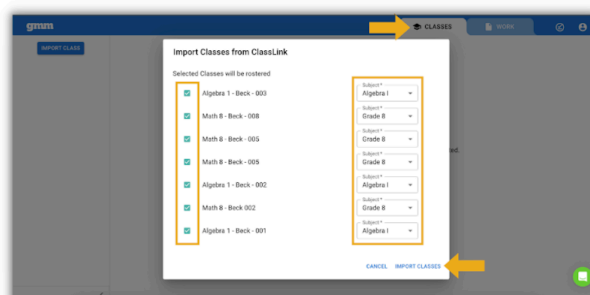 gmm
CLASSES
WORK
IMPORT CLASS
Import Classes from ClassLink
Selected Classes will be rostered
Algebra 1 - Beck - 003
Subject*
Algebra I
Math 8 - Beck - 008
Subject*
Grade 8
Math 8 - Beck - 005
Subject*
Grade 8
Math 8 - Beck - 005
Subject*
Grade 8
Algebra 1 - Beck - 002
Subject*
Algebra I
Math 8 - Beck 002
Subject*
Grade 8
Algebra 1 - Beck - 001
Subject*
Algebra I
CANCEL
IMPORT CLASSES